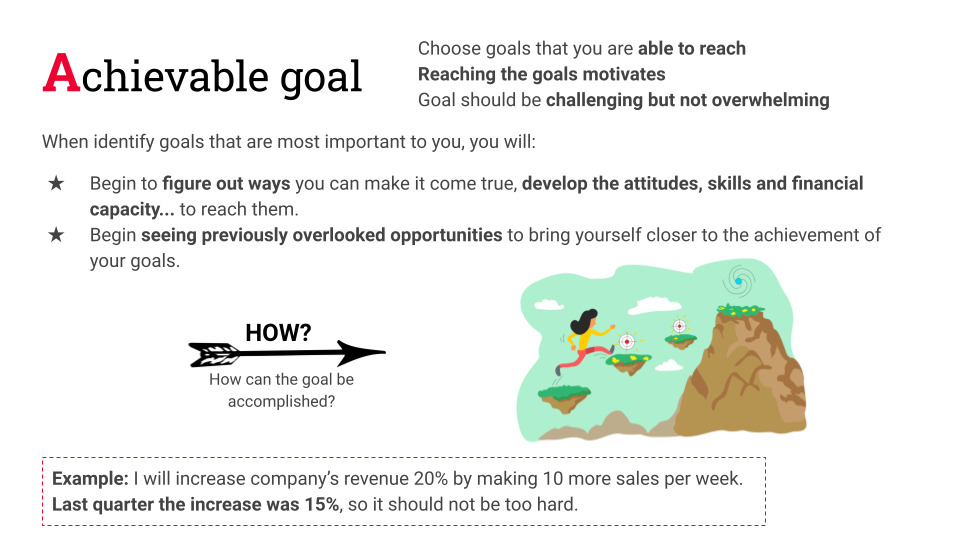 Achievable goal
Choose goals that you are able to reach
Reaching the goals motivates
Goal should be challenging but not overwhelming
When identify goals that are most important to you, you will:
★ Begin to figure out ways you can make it come true, develop the attitudes, skills and financial
capacity... to reach them.
★ Begin seeing previously overlooked opportunities to bring yourself closer to the achievement of
your goals.
HOW?
How can the goal be
accomplished?
Example: I will increase company’s revenue 20% by making 10 more sales per week.
Last quarter the increase was 15%, so it should not be too hard.